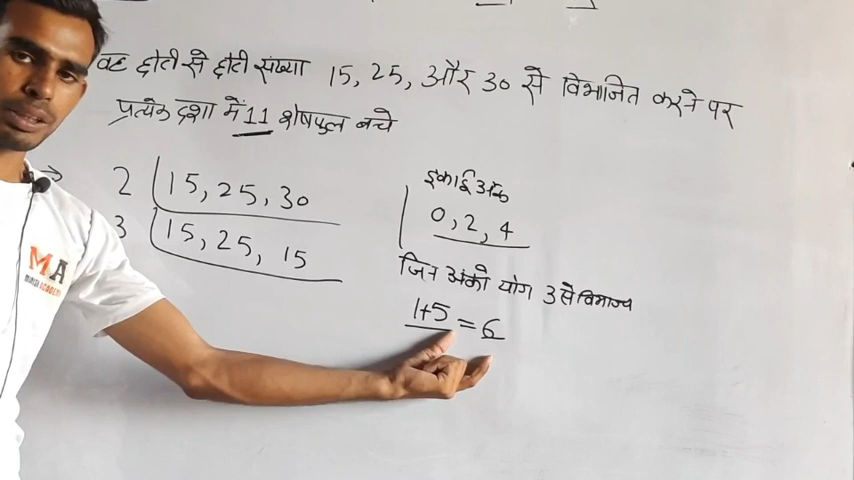 वह छोटी से छोटी संख्या 15, 25, और 30 से विभाजित करने पर
प्रत्येक दशा में 11 शेषफल बचे
2 15, 25, 30
3 15, 25, 15
इकाई अंक
0, 2, 4
जिन अंको योग 3 से विभाज्य
1+5 = 6
MA
ACADEMY